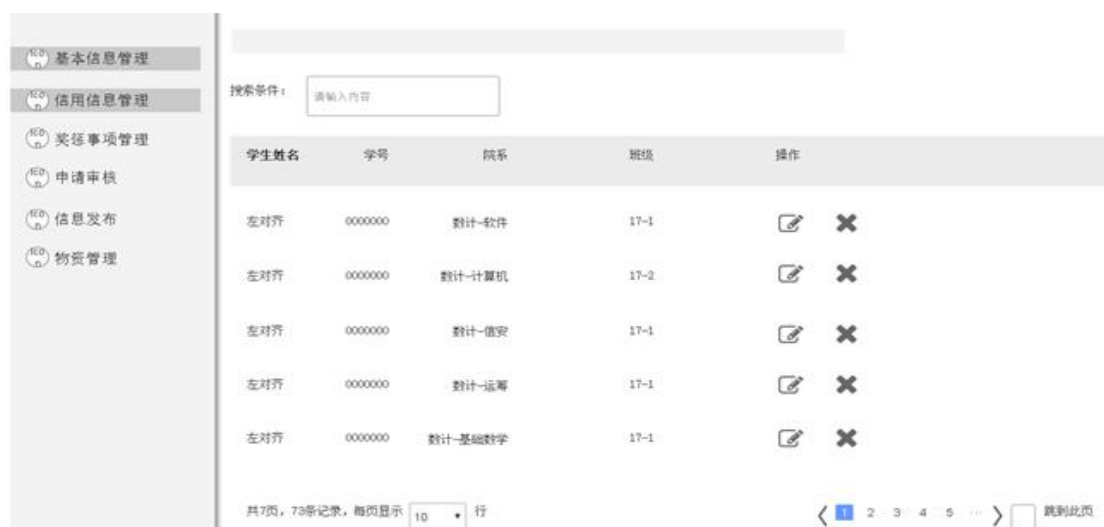 基本信息管理
信用信息管理
奖惩事项管理
申请审核
信息发布
物资管理
搜索条件：
请输入内容
学生姓名 学号 院系 班级 操作
左对齐 0000000 数计-软件 17-1
左对齐 0000000 数计-计算机 17-2
左对齐 0000000 数计-信安 17-1
左对齐 0000000 数计-运筹 17-1
左对齐 0000000 数计-基础数学 17-1
共7页，73条记录，每页显示 10 行
1 2 3 4 5 … 跳到此页